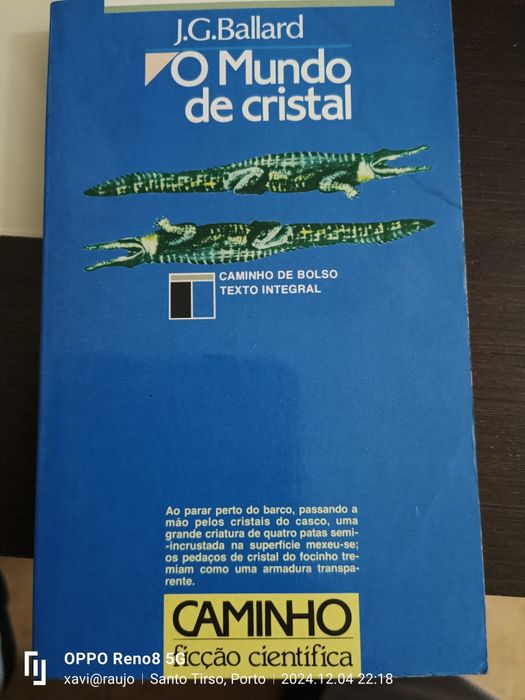 J.G.Ballard
O Mundo
de cristal
CAMINHO DE BOLSO
TEXTO INTEGRAL
Ao parar perto do barco, passando a
mão pelos cristais do casco, uma
grande criatura de quatro patas semi-
-incrustada na superfície mexeu-se;
os pedaços de cristal do focinho tre-
miam como uma armadura transpa-
rente.
CAMINHO
ficção científica
OPPO Reno8 5G
xavi@raujo | Santo Tirso, Porto | 2024.12.04 22:18